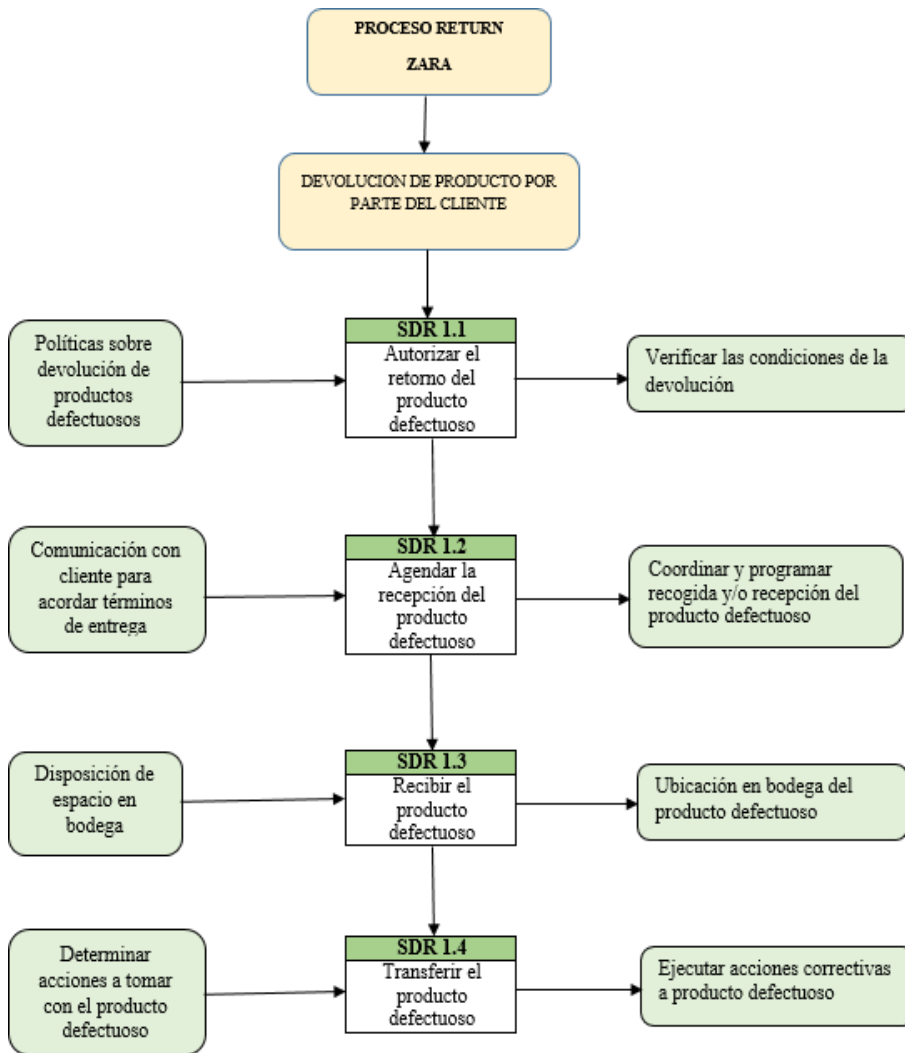 PROCESO RETURN
ZARA
DEVOLUCION DE PRODUCTO POR
PARTE DEL CLIENTE
Políticas sobre
devolución de
productos
defectuosos
SDR 1.1
Autorizar el
retorno del
producto
defectuoso
Verificar las condiciones de la
devolución
Comunicación con
cliente para
acordar términos
de entrega
SDR 1.2
Agendar la
recepción del
producto
defectuoso
Coordinar y programar
recogida y/o recepción del
producto defectuoso
Disposición de
espacio en
bodega
SDR 1.3
Recibir el
producto
defectuoso
Ubicación en bodega del
producto defectuoso
Determinar
acciones a tomar
con el producto
defectuoso
SDR 1.4
Transferir el
producto
defectuoso
Ejecutar acciones correctivas
a producto defectuoso